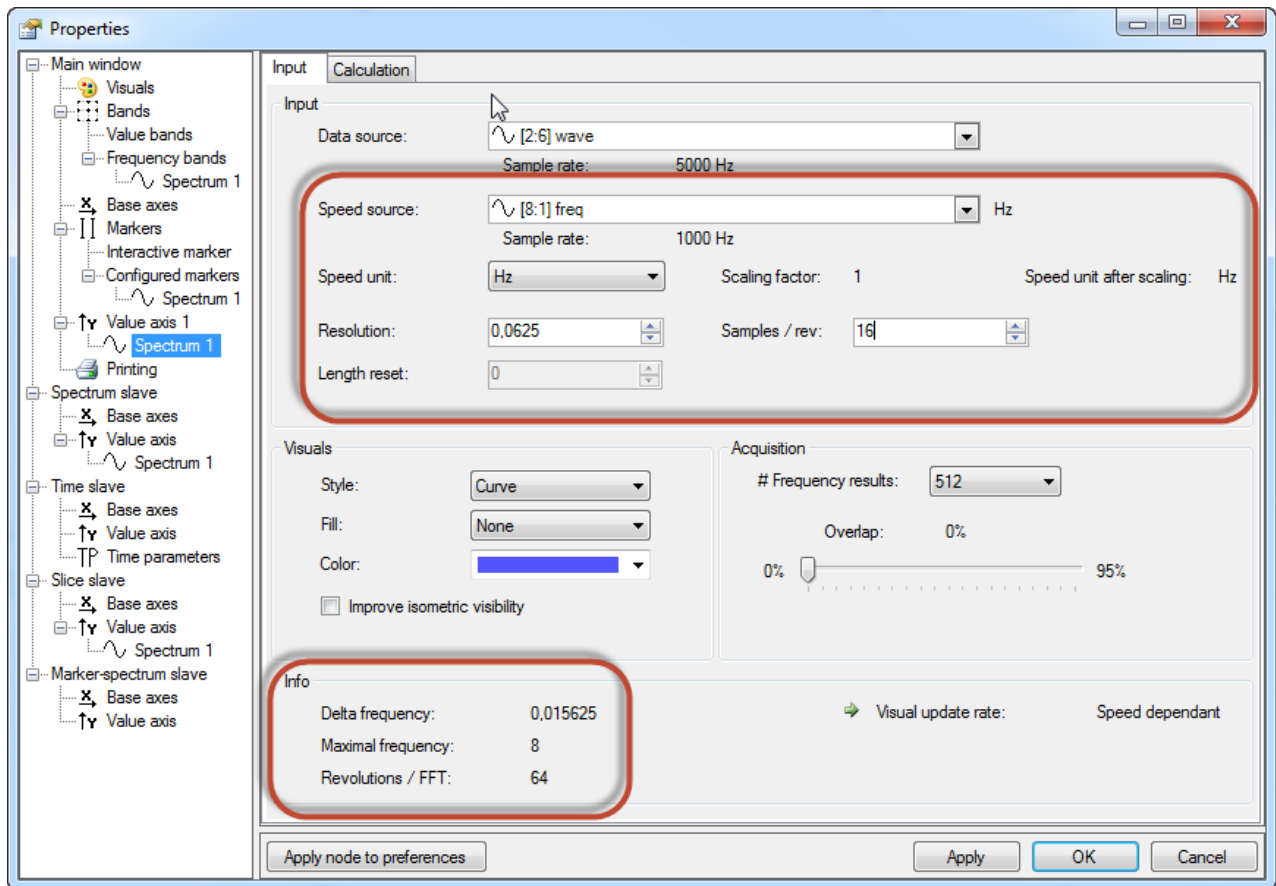 Properties
Main window
Visuals
Bands
Value bands
Frequency bands
Spectrum 1
Base axes
Markers
Interactive marker
Configured markers
Spectrum 1
Value axis 1
Spectrum 1
Printing
Spectrum slave
Base axes
Value axis
Spectrum 1
Time slave
Base axes
Value axis
Time parameters
Slice slave
Base axes
Value axis
Spectrum 1
Marker-spectrum slave
Base axes
Value axis
Input Calculation
Input
Data source: [2:6] wave
Sample rate: 5000 Hz
Speed source: [8:1] freq Hz
Sample rate: 1000 Hz
Speed unit: Hz Scaling factor: 1 Speed unit after scaling: Hz
Resolution: 0,0625 Samples / rev: 16
Length reset: 0
Visuals
Style: Curve
Fill: None
Color:
Improve isometric visibility
Acquisition
# Frequency results: 512
Overlap: 0%
0% 95%
Info
Delta frequency: 0,015625 Visual update rate: Speed dependant
Maximal frequency: 8
Revolutions / FFT: 64
Apply node to preferences Apply OK Cancel